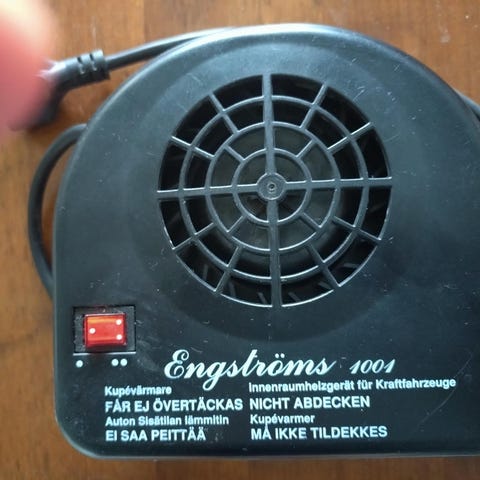 Engströms 1001
Kupévärmare
FÅR EJ ÖVERTÄCKAS
Auton Sisätilan lämmitin
EI SAA PEITTÄÄ
Innenraumheizgerät für Kraftfahrzeuge
NICHT ABDECKEN
Kupévarmer
MÅ IKKE TILDEKKES